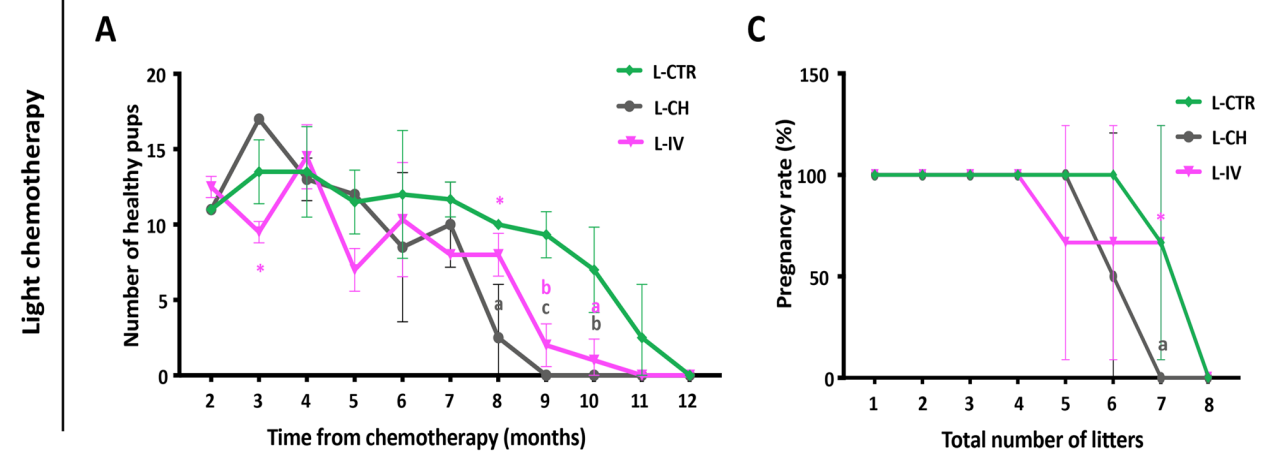 A
C
Light chemotherapy
Number of healthy pups
20
15
10
5
0
2 3 4 5 6 7 8 9 10 11 12
Time from chemotherapy (months)
L-CTR
L-CH
L-IV
*
*
a
b
c
a
b
Pregnancy rate (%)
150
100
50
0
1 2 3 4 5 6 7 8
Total number of litters
L-CTR
L-CH
L-IV
*
a